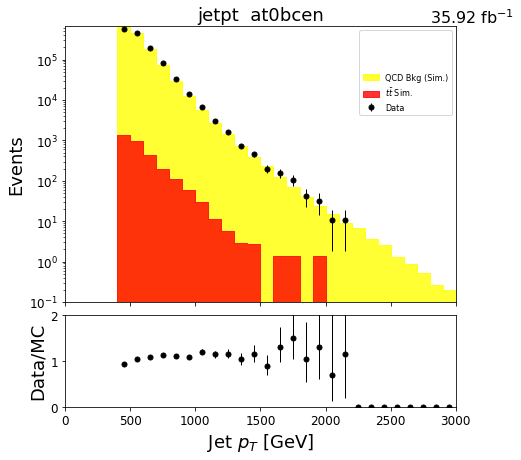 jetpt at0bcen
35.92 fb⁻¹
QCD Bkg (Sim.)
tt̄ Sim.
Data
Events
10⁵
10⁴
10³
10²
10¹
10⁰
10⁻¹
Data/MC
2
1
0
0 500 1000 1500 2000 2500 3000
Jet p_T [GeV]